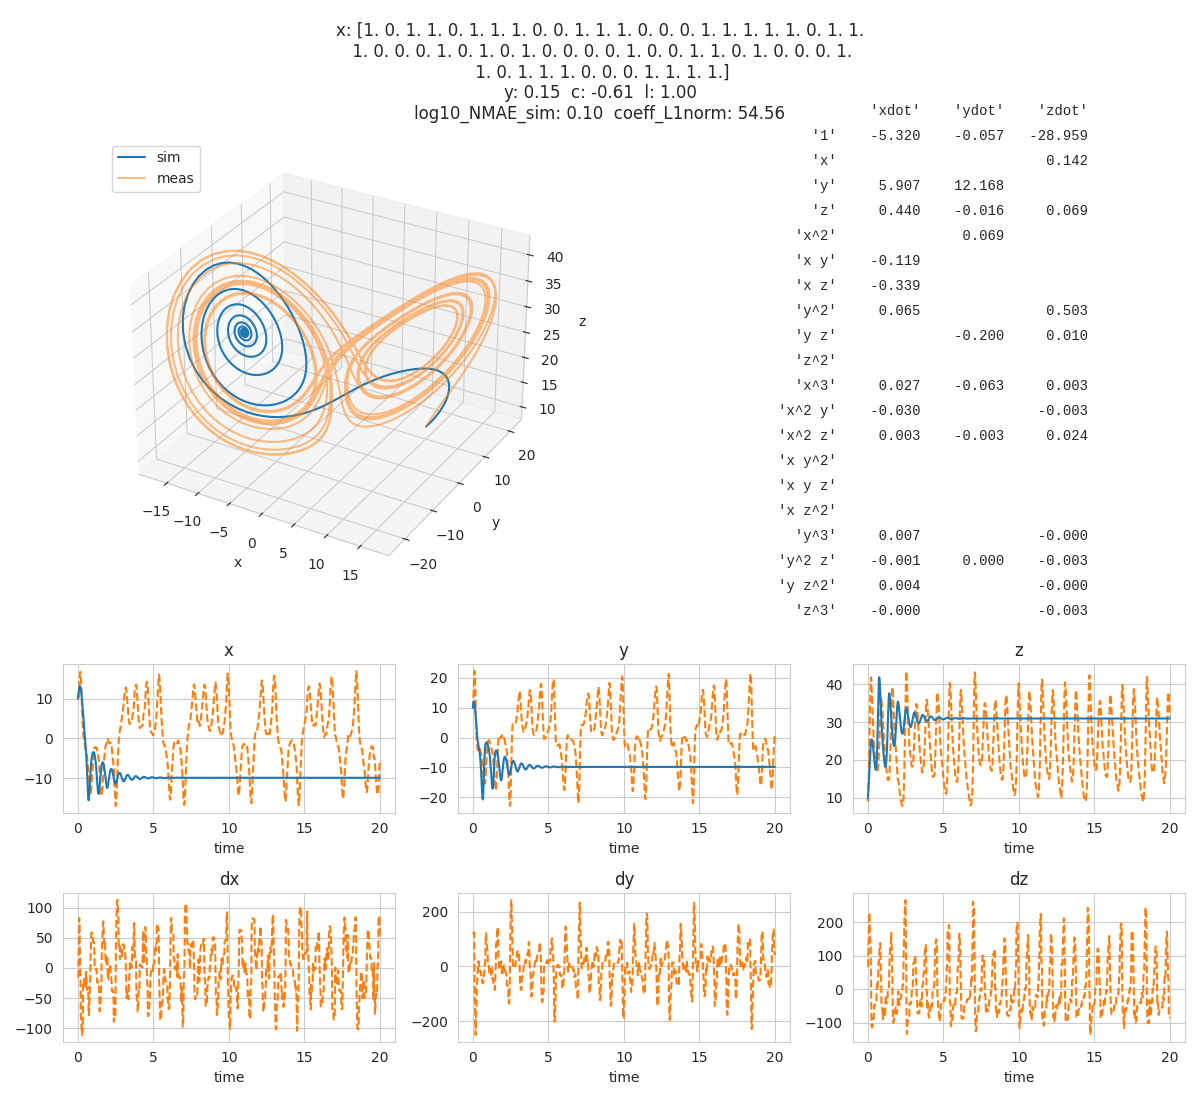 x: [1. 0. 1. 1. 0. 1. 1. 1. 0. 0. 1. 1. 1. 0. 0. 0. 1. 1. 1. 1. 1. 0. 1. 1.
1. 0. 0. 0. 1. 0. 1. 0. 1. 0. 0. 0. 0. 1. 0. 0. 1. 1. 0. 1. 0. 0. 0. 1.
1. 0. 1. 1. 1. 0. 0. 0. 1. 1. 1. 1.]
y: 0.15  c: -0.61  l: 1.00
log10_NMAE_sim: 0.10  coeff_L1norm: 54.56
'xdot' 'ydot' 'zdot'
'1' -5.320 -0.057 -28.959
'x' 0.142
'y' 5.907 12.168
'z' 0.440 -0.016 0.069
'x^2' 0.069
'x y' -0.119
'x z' -0.339
'y^2' 0.065 0.503
'y z' -0.200 0.010
'z^2'
'x^3' 0.027 -0.063 0.003
'x^2 y' -0.030 -0.003
'x^2 z' 0.003 -0.003 0.024
'x y^2'
'x y z'
'x z^2'
'y^3' 0.007 -0.000
'y^2 z' -0.001 0.000 -0.003
'y z^2' 0.004 -0.000
'z^3' -0.000 -0.003
sim
meas
40
35
30
25
20
15
10
z
−15 −10 −5 0 5 10 15
x
−20 −10 0 10 20
y
x
10
0
−10
0 5 10 15 20
time
y
20
10
0
−10
−20
0 5 10 15 20
time
z
40
30
20
10
0 5 10 15 20
time
dx
100
50
0
−50
−100
0 5 10 15 20
time
dy
200
0
−200
0 5 10 15 20
time
dz
200
100
0
−100
0 5 10 15 20
time